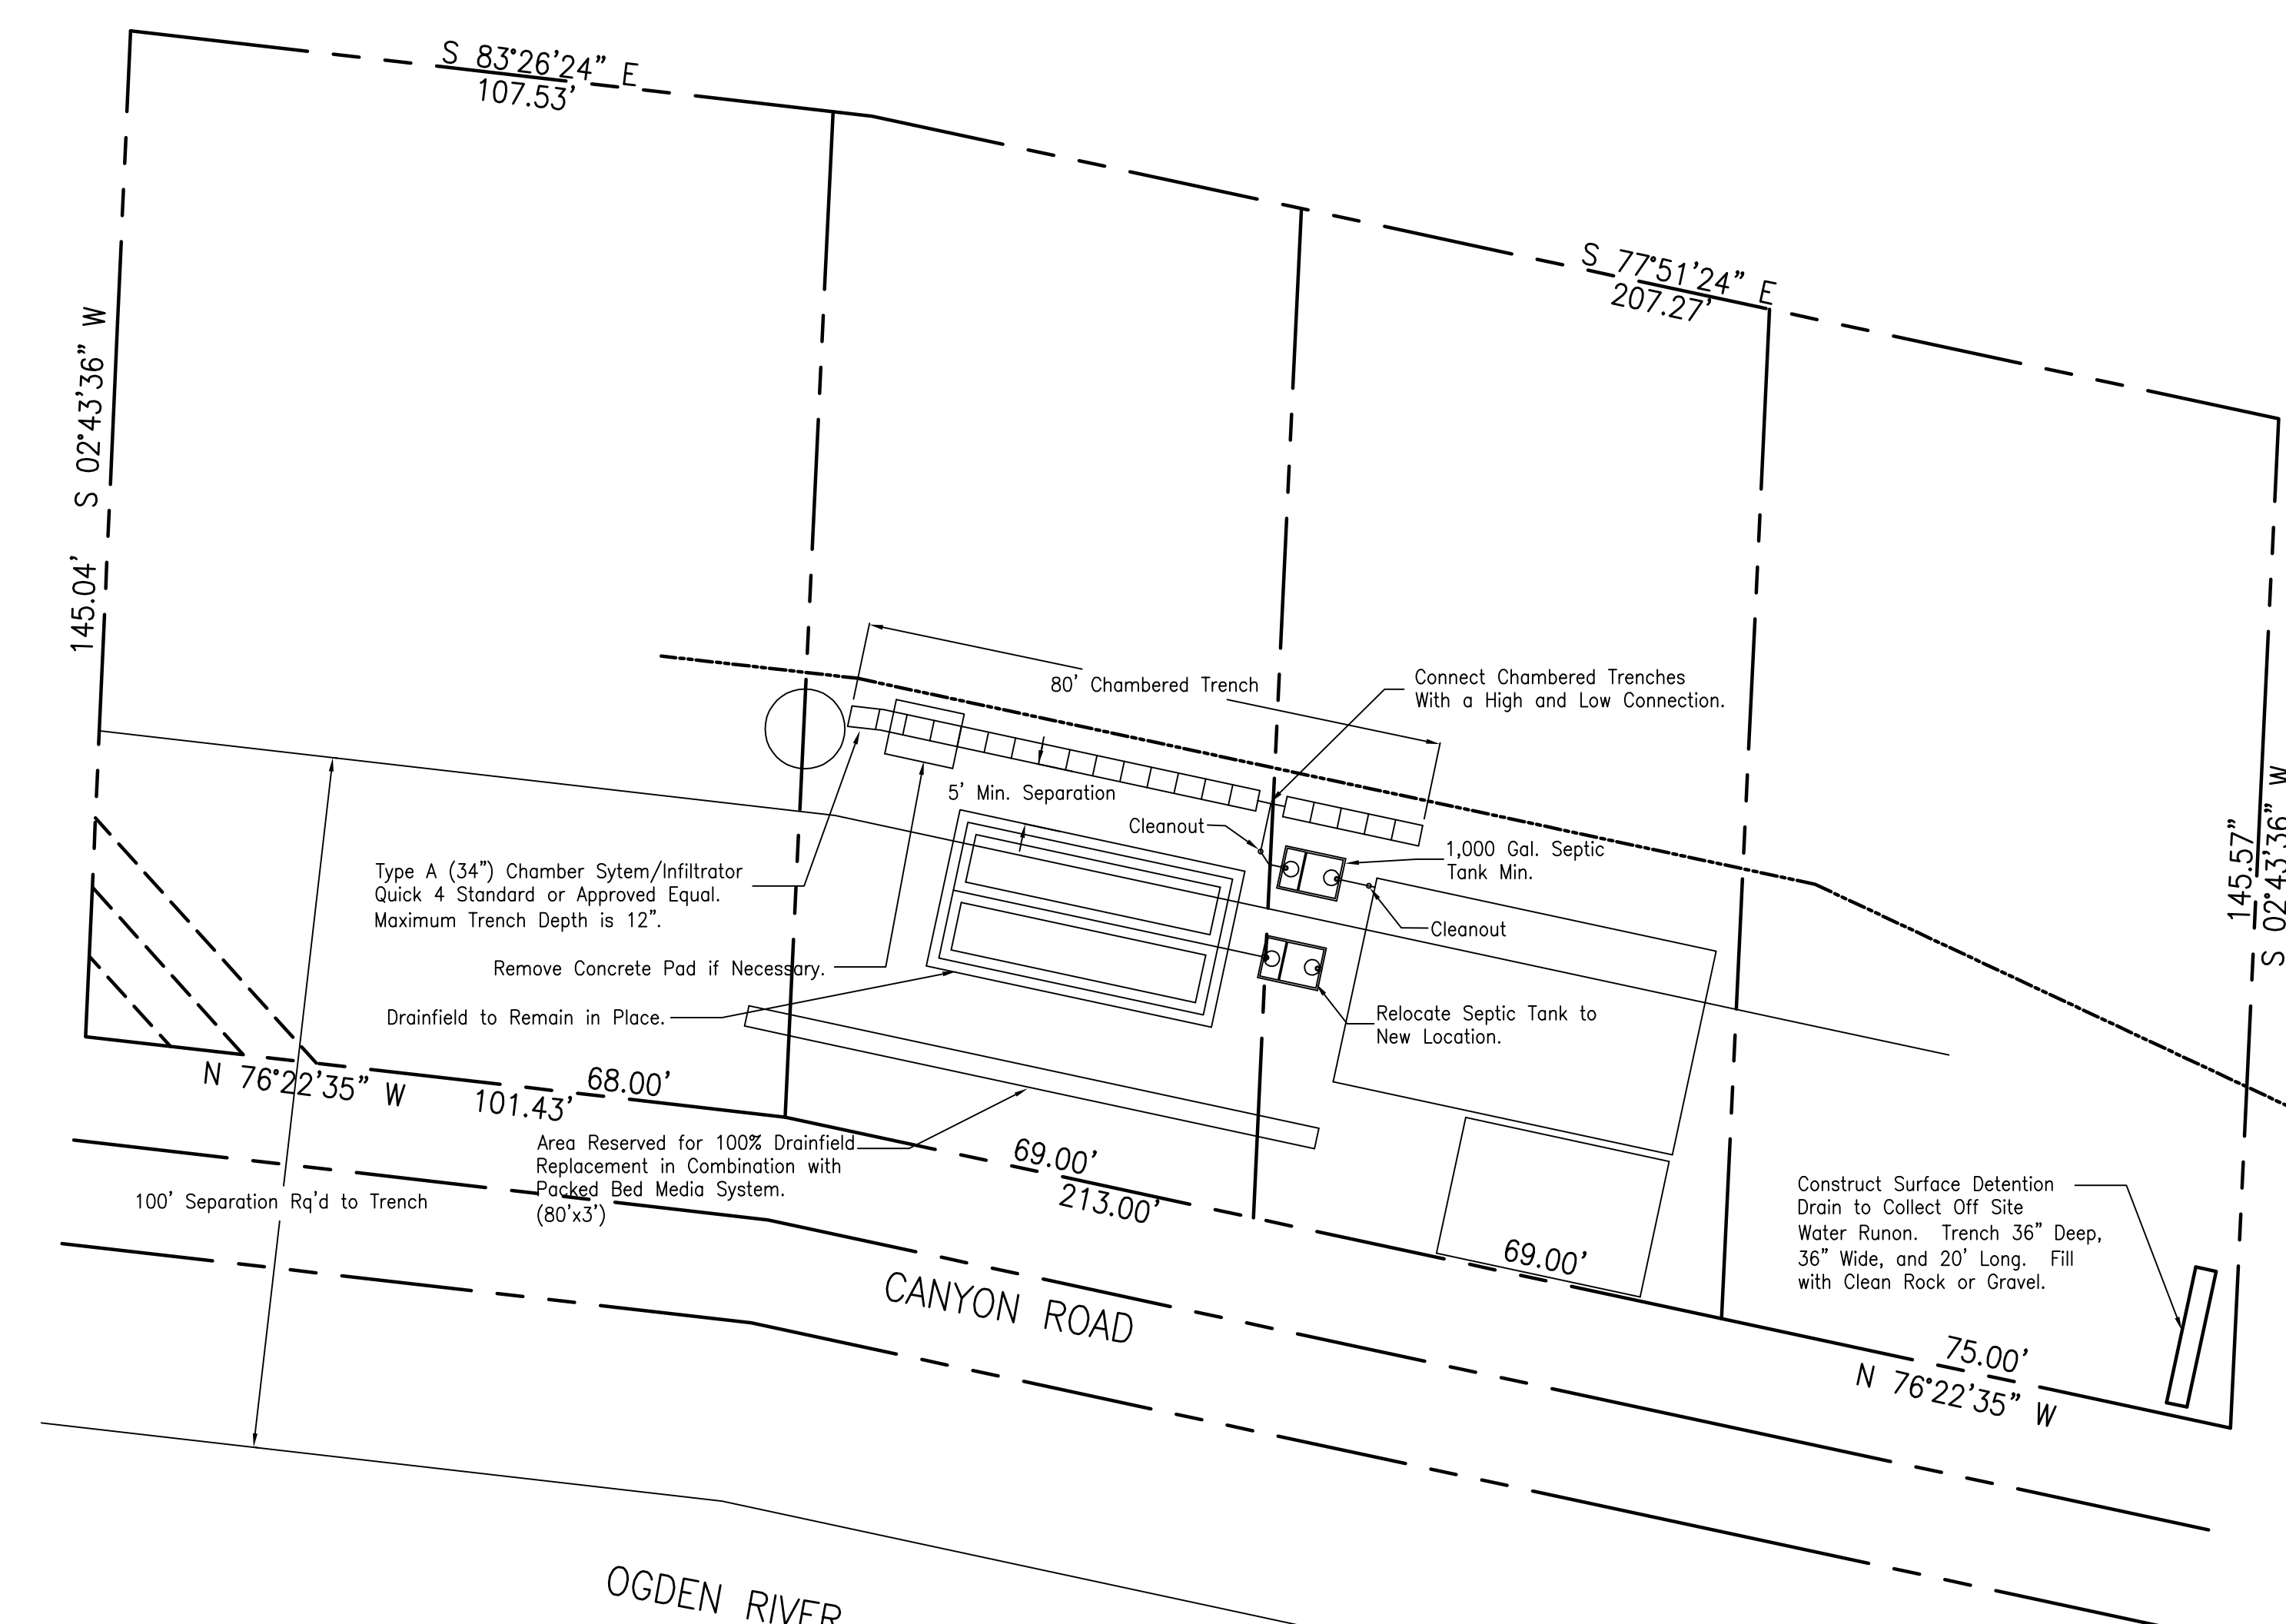 S 83°26'24" E
107.53'
S 77°51'24" E
207.27'
145.04'  S 02°43'36" W
80' Chambered Trench
Connect Chambered Trenches
With a High and Low Connection.
5' Min. Separation
Cleanout
1,000 Gal. Septic
Tank Min.
Cleanout
Type A (34") Chamber Sytem/Infiltrator
Quick 4 Standard or Approved Equal.
Maximum Trench Depth is 12".
Remove Concrete Pad if Necessary.
Drainfield to Remain in Place.
Relocate Septic Tank to
New Location.
145.57"
S 02°43'36" W
N 76°22'35" W
101.43'
68.00'
Area Reserved for 100% Drainfield
Replacement in Combination with
Packed Bed Media System.
(80'x3')
69.00'
213.00'
100' Separation Rq'd to Trench
Construct Surface Detention
Drain to Collect Off Site
Water Runon.  Trench 36" Deep,
36" Wide, and 20' Long.  Fill
with Clean Rock or Gravel.
69.00'
CANYON ROAD
75.00'
N 76°22'35" W
OGDEN RIVER